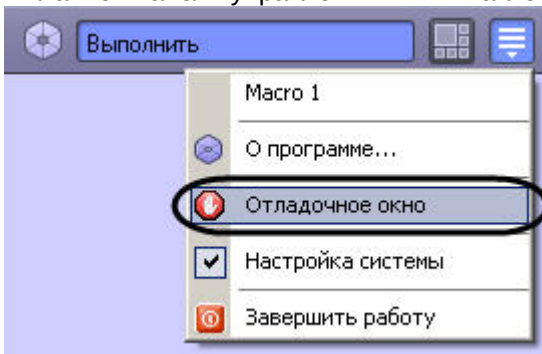 Выполнить
Macro 1
О программе...
Отладочное окно
Настройка системы
Завершить работу